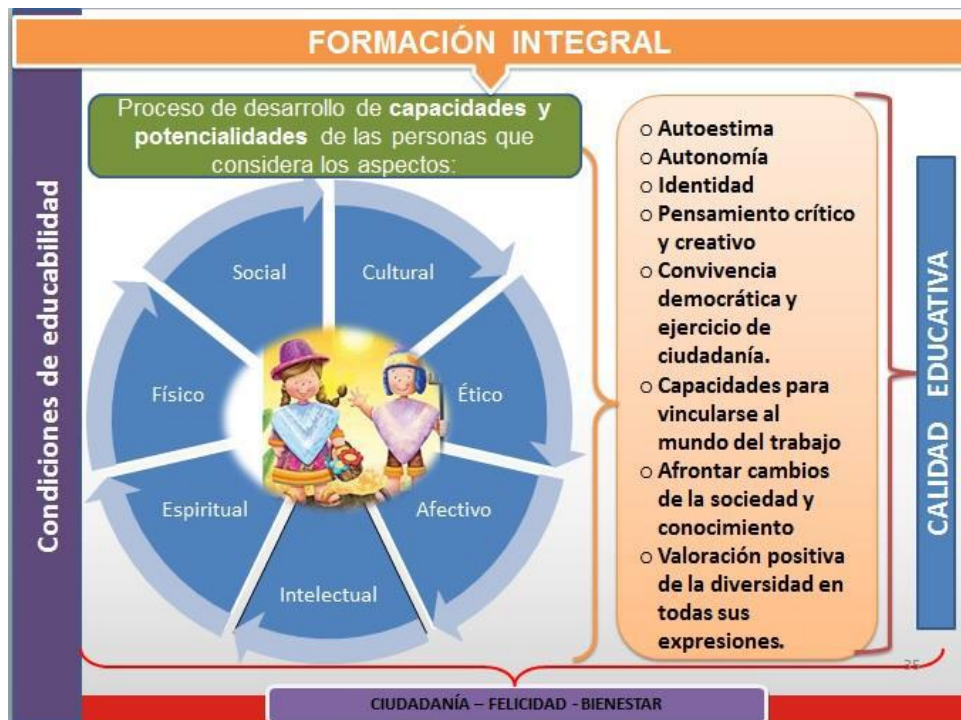 FORMACIÓN INTEGRAL
Condiciones de educabilidad
Proceso de desarrollo de capacidades y
potencialidades de las personas que
considera los aspectos:
Social
Cultural
Físico
Ético
Espiritual
Afectivo
Intelectual
o Autoestima
o Autonomía
o Identidad
o Pensamiento crítico
y creativo
o Convivencia
democrática y
ejercicio de
ciudadanía.
o Capacidades para
vincularse al
mundo del trabajo
o Afrontar cambios
de la sociedad y
conocimiento
o Valoración positiva
de la diversidad en
todas sus
expresiones.
CALIDAD EDUCATIVA
35
CIUDADANÍA – FELICIDAD - BIENESTAR